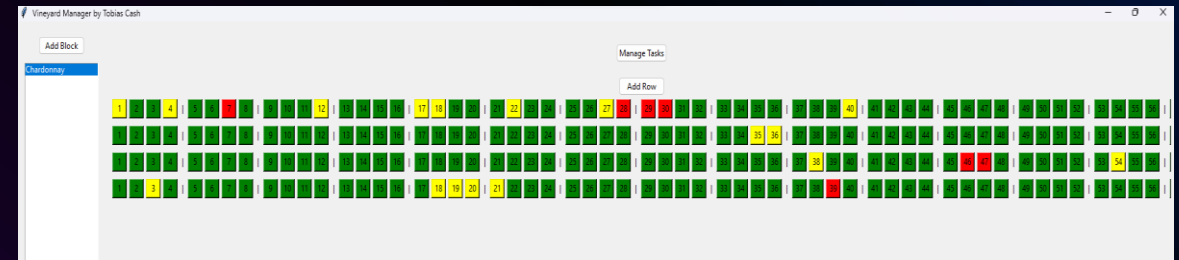 Vineyard Manager by Tobias Cash
Add Block
Manage Tasks
Chardonnay
Add Row
1 2 3 4 | 5 6 7 8 | 9 10 11 12 | 13 14 15 16 | 17 18 19 20 | 21 22 23 24 | 25 26 27 28 | 29 30 31 32 | 33 34 35 36 | 37 38 39 40 | 41 42 43 44 | 45 46 47 48 | 49 50 51 52 | 53 54 55 56 |
1 2 3 4 | 5 6 7 8 | 9 10 11 12 | 13 14 15 16 | 17 18 19 20 | 21 22 23 24 | 25 26 27 28 | 29 30 31 32 | 33 34 35 36 | 37 38 39 40 | 41 42 43 44 | 45 46 47 48 | 49 50 51 52 | 53 54 55 56 |
1 2 3 4 | 5 6 7 8 | 9 10 11 12 | 13 14 15 16 | 17 18 19 20 | 21 22 23 24 | 25 26 27 28 | 29 30 31 32 | 33 34 35 36 | 37 38 39 40 | 41 42 43 44 | 45 46 47 48 | 49 50 51 52 | 53 54 55 56 |
1 2 3 4 | 5 6 7 8 | 9 10 11 12 | 13 14 15 16 | 17 18 19 20 | 21 22 23 24 | 25 26 27 28 | 29 30 31 32 | 33 34 35 36 | 37 38 39 40 | 41 42 43 44 | 45 46 47 48 | 49 50 51 52 | 53 54 55 56 |